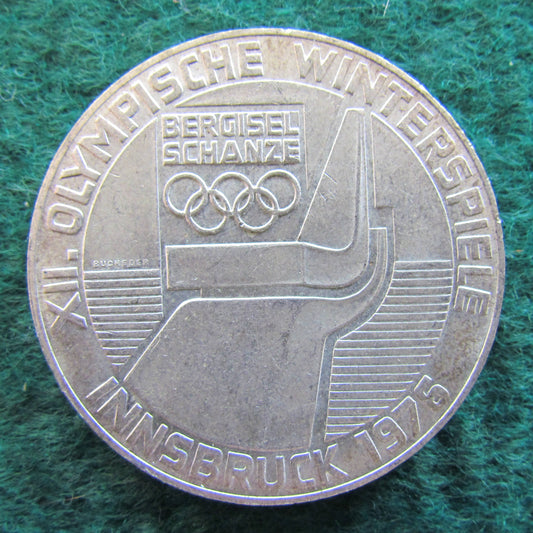 XII. OLYMPISCHE WINTERSPIELE
BERGISEL
SCHANZE
BUCHEDER
INNSBRUCK 1976